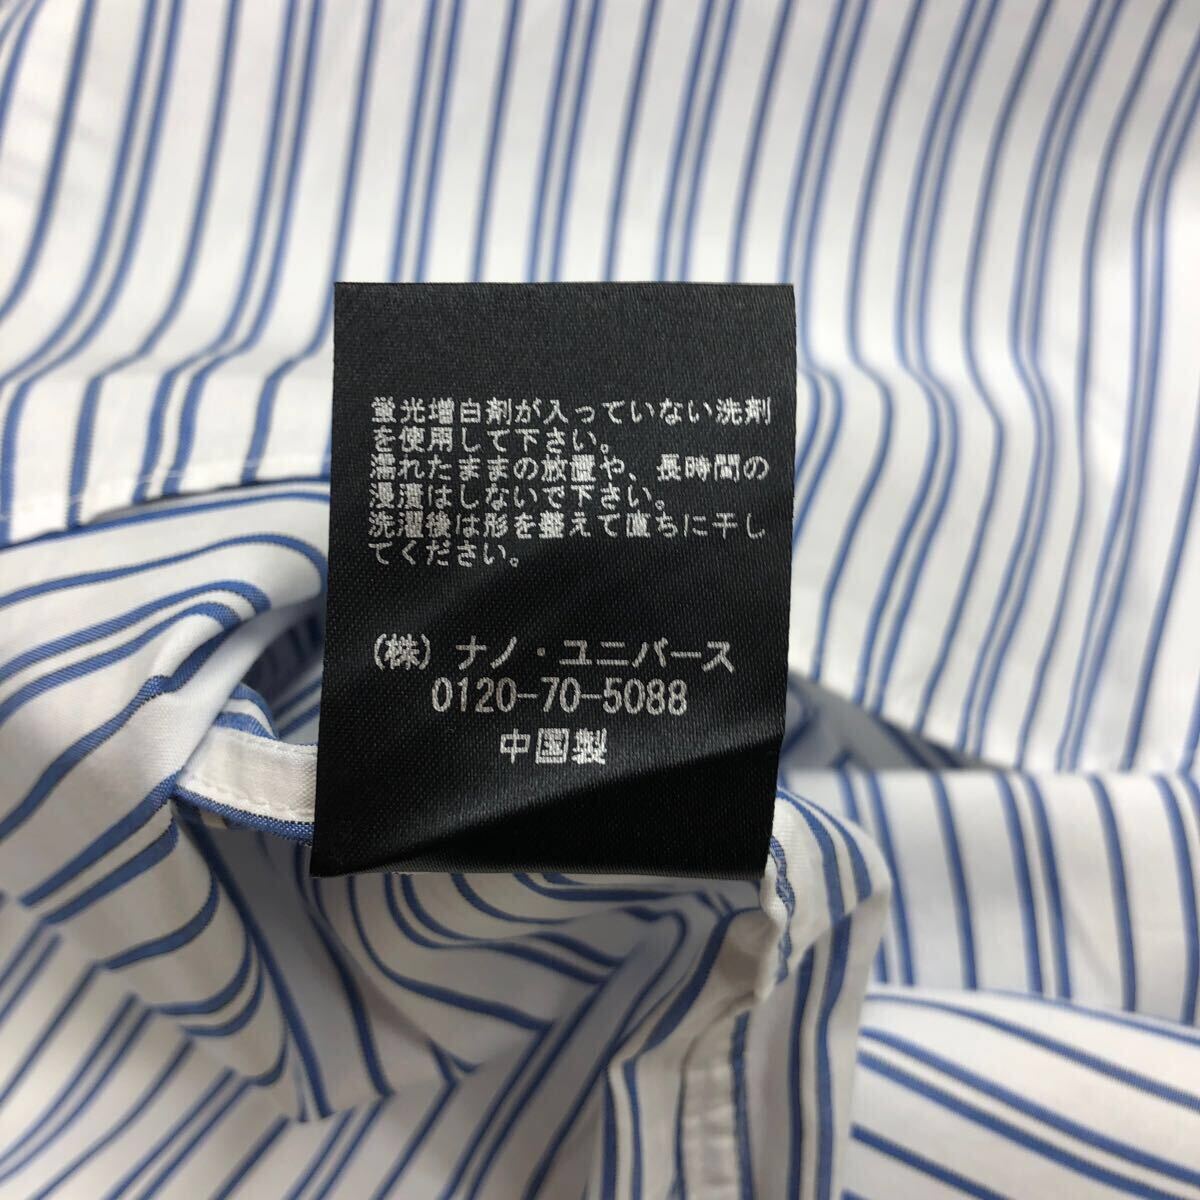 蛍光増白剤が入っていない洗剤
を使用して下さい。
濡れたままの放置や、長時間の
浸漬はしないで下さい。
洗濯後は形を整えて直ちに干し
てください。
(株) ナノ・ユニバース
0120-70-5088
中国製